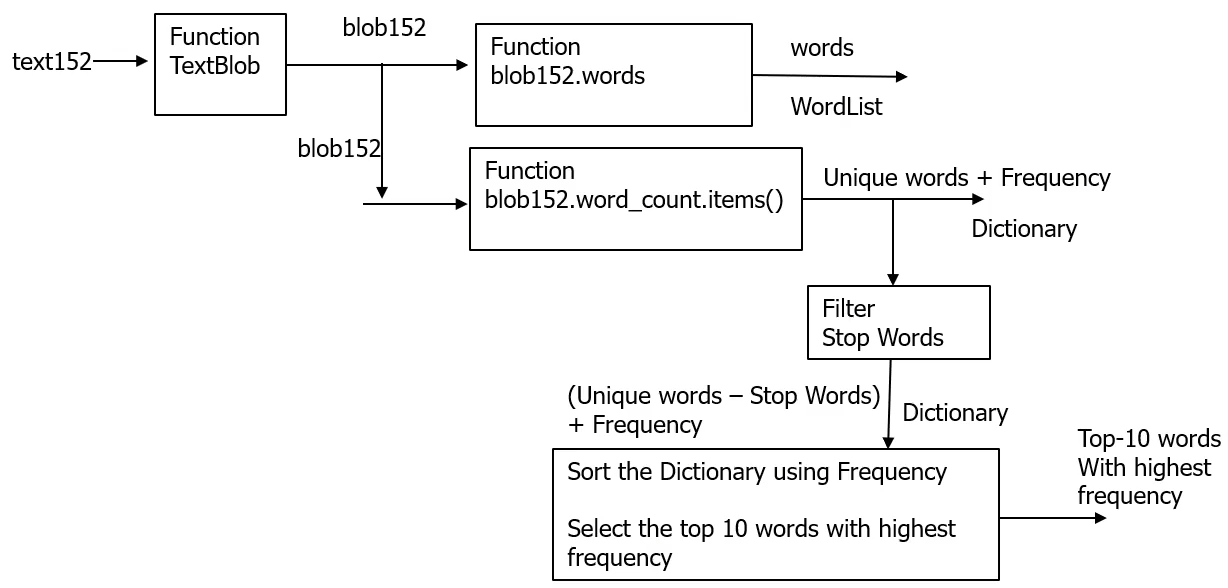 text152
Function
TextBlob
blob152
Function
blob152.words
words
WordList
blob152
Function
blob152.word_count.items()
Unique words + Frequency
Dictionary
Filter
Stop Words
(Unique words – Stop Words)
+ Frequency
Dictionary
Sort the Dictionary using Frequency
Select the top 10 words with highest
frequency
Top-10 words
With highest
frequency